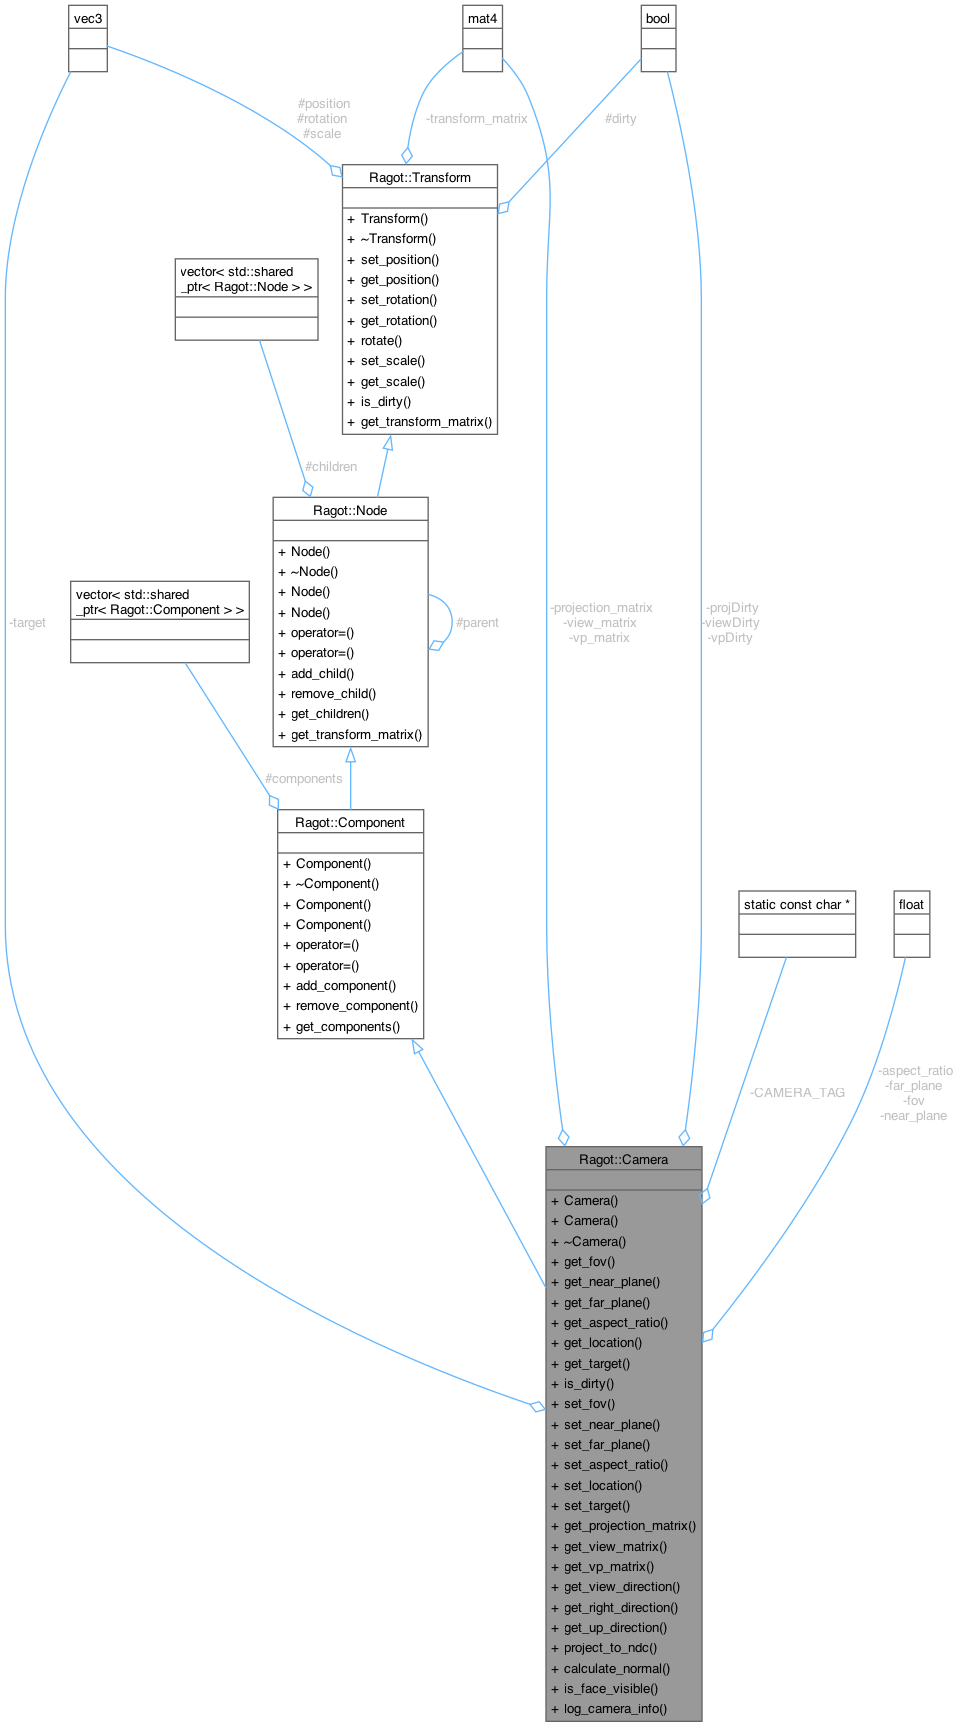 vec3
mat4
bool
#position
#rotation
#scale
-transform_matrix
#dirty
Ragot::Transform
+ Transform()
+ ~Transform()
+ set_position()
+ get_position()
+ set_rotation()
+ get_rotation()
+ rotate()
+ set_scale()
+ get_scale()
+ is_dirty()
+ get_transform_matrix()
vector< std::shared
_ptr< Ragot::Node > >
#children
Ragot::Node
+ Node()
+ ~Node()
+ Node()
+ Node()
+ operator=()
+ operator=()
+ add_child()
+ remove_child()
+ get_children()
+ get_transform_matrix()
#parent
vector< std::shared
_ptr< Ragot::Component > >
-target
-projection_matrix
-view_matrix
-vp_matrix
-projDirty
-viewDirty
-vpDirty
#components
Ragot::Component
+ Component()
+ ~Component()
+ Component()
+ Component()
+ operator=()
+ operator=()
+ add_component()
+ remove_component()
+ get_components()
static const char *
float
-CAMERA_TAG
-aspect_ratio
-far_plane
-fov
-near_plane
Ragot::Camera
+ Camera()
+ Camera()
+ ~Camera()
+ get_fov()
+ get_near_plane()
+ get_far_plane()
+ get_aspect_ratio()
+ get_location()
+ get_target()
+ is_dirty()
+ set_fov()
+ set_near_plane()
+ set_far_plane()
+ set_aspect_ratio()
+ set_location()
+ set_target()
+ get_projection_matrix()
+ get_view_matrix()
+ get_vp_matrix()
+ get_view_direction()
+ get_right_direction()
+ get_up_direction()
+ project_to_ndc()
+ calculate_normal()
+ is_face_visible()
+ log_camera_info()